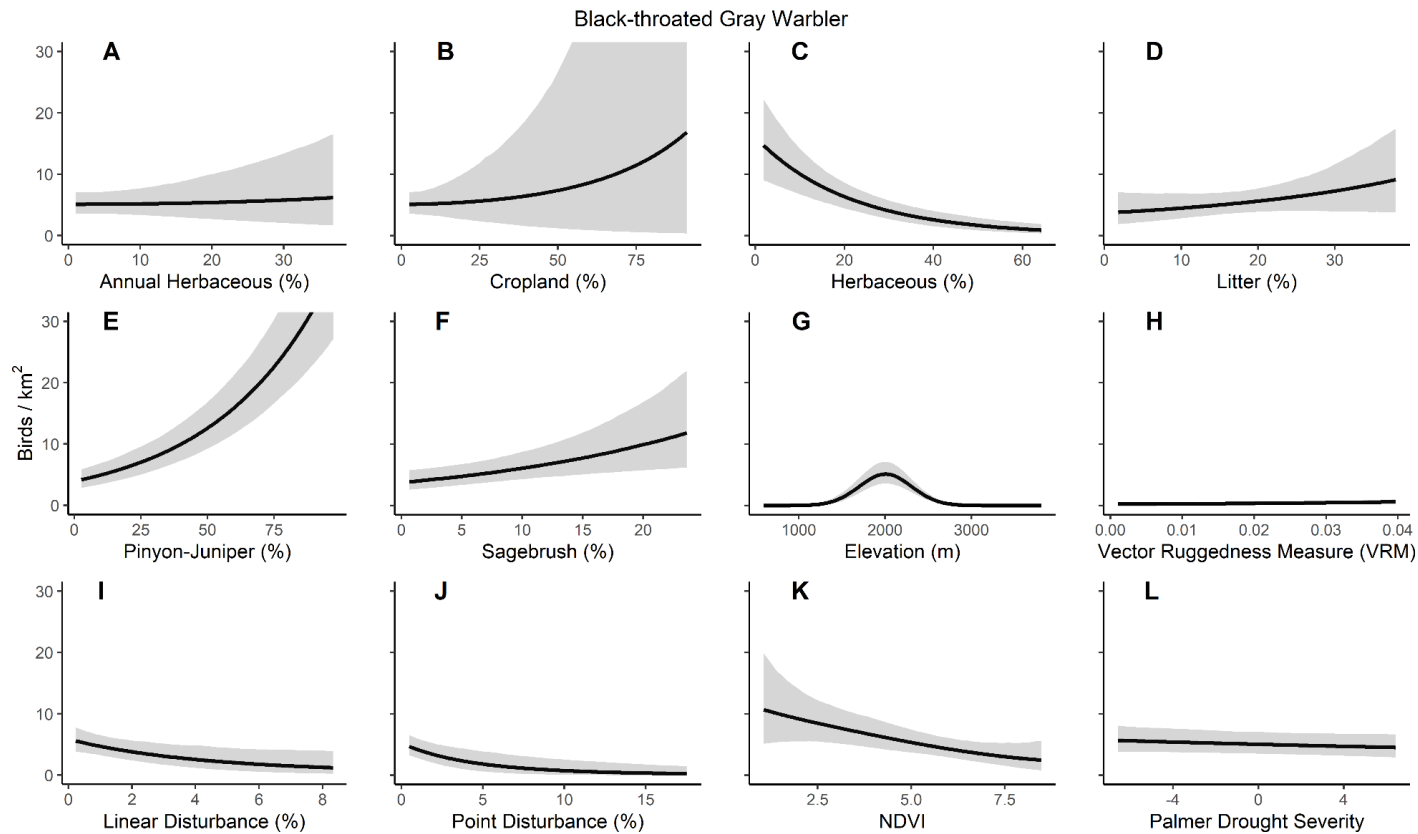 Black-throated Gray Warbler
A
B
C
D
30
20
10
0
0 10 20 30
0 25 50 75
0 20 40 60
0 10 20 30
Annual Herbaceous (%)
Cropland (%)
Herbaceous (%)
Litter (%)
Birds / km²
E
F
G
H
30
20
10
0
0 25 50 75
0 5 10 15 20
1000 2000 3000
0.00 0.01 0.02 0.03 0.04
Pinyon-Juniper (%)
Sagebrush (%)
Elevation (m)
Vector Ruggedness Measure (VRM)
I
J
K
L
30
20
10
0
0 2 4 6 8
0 5 10 15
2.5 5.0 7.5
-4 0 4
Linear Disturbance (%)
Point Disturbance (%)
NDVI
Palmer Drought Severity